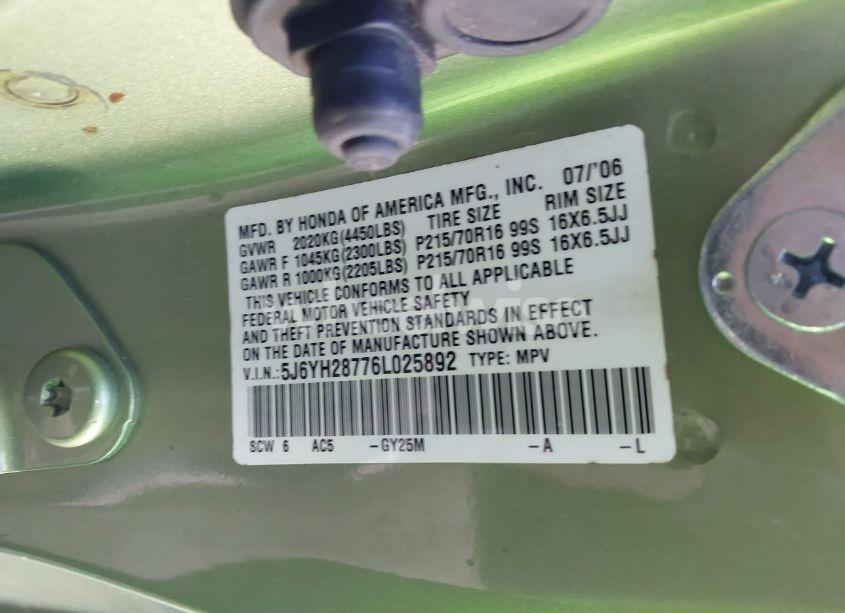 MFD. BY HONDA OF AMERICA MFG., INC. 07/'06
GVWR 2020KG(4450LBS) TIRE SIZE RIM SIZE
GAWR F 1045KG(2300LBS) P215/70R16 99S 16X6.5JJ
GAWR R 1000KG(2205LBS) P215/70R16 99S 16X6.5JJ
THIS VEHICLE CONFORMS TO ALL APPLICABLE
FEDERAL MOTOR VEHICLE SAFETY
AND THEFT PREVENTION STANDARDS IN EFFECT
ON THE DATE OF MANUFACTURE SHOWN ABOVE.
V.I.N.:5J6YH28776L025892 TYPE: MPV
SCW 6 AC5 -GY25M -A -L